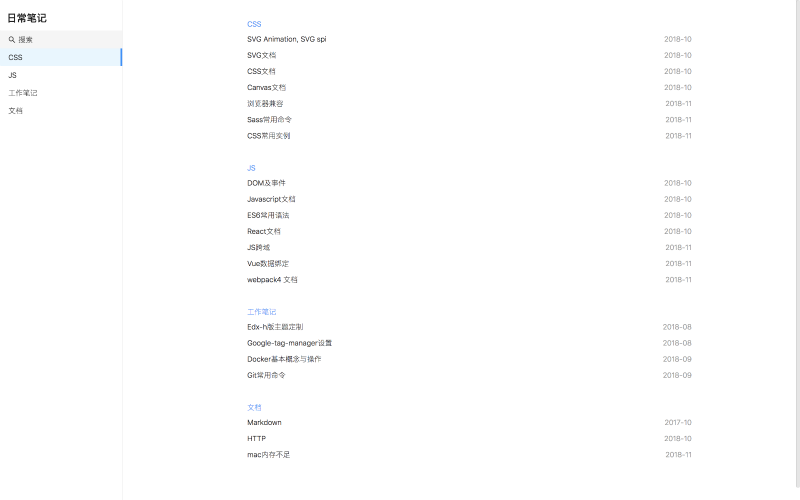 日常笔记
搜索
CSS
JS
工作笔记
文档
CSS
SVG Animation, SVG spi 2018-10
SVG文档 2018-10
CSS文档 2018-10
Canvas文档 2018-10
浏览器兼容 2018-11
Sass常用命令 2018-11
CSS常用实例 2018-11
JS
DOM及事件 2018-10
Javascript文档 2018-10
ES6常用语法 2018-10
React文档 2018-10
JS跨域 2018-11
Vue数据绑定 2018-11
webpack4 文档 2018-11
工作笔记
Edx-h版主题定制 2018-08
Google-tag-manager设置 2018-08
Docker基本概念与操作 2018-09
Git常用命令 2018-09
文档
Markdown 2017-10
HTTP 2018-10
mac内存不足 2018-11